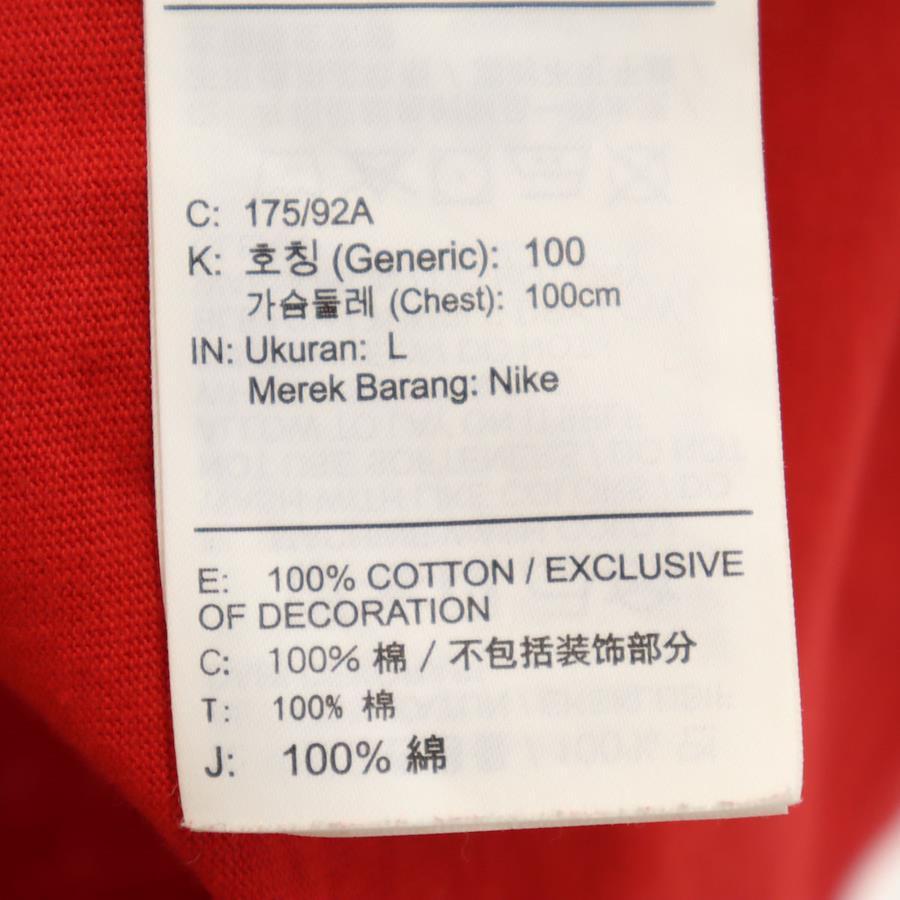 C: 175/92A
K: 호칭 (Generic): 100
가슴둘레 (Chest): 100cm
IN: Ukuran: L
Merek Barang: Nike
E: 100% COTTON / EXCLUSIVE
OF DECORATION
C: 100% 棉 / 不包括装饰部分
T: 100% 棉
J: 100% 綿